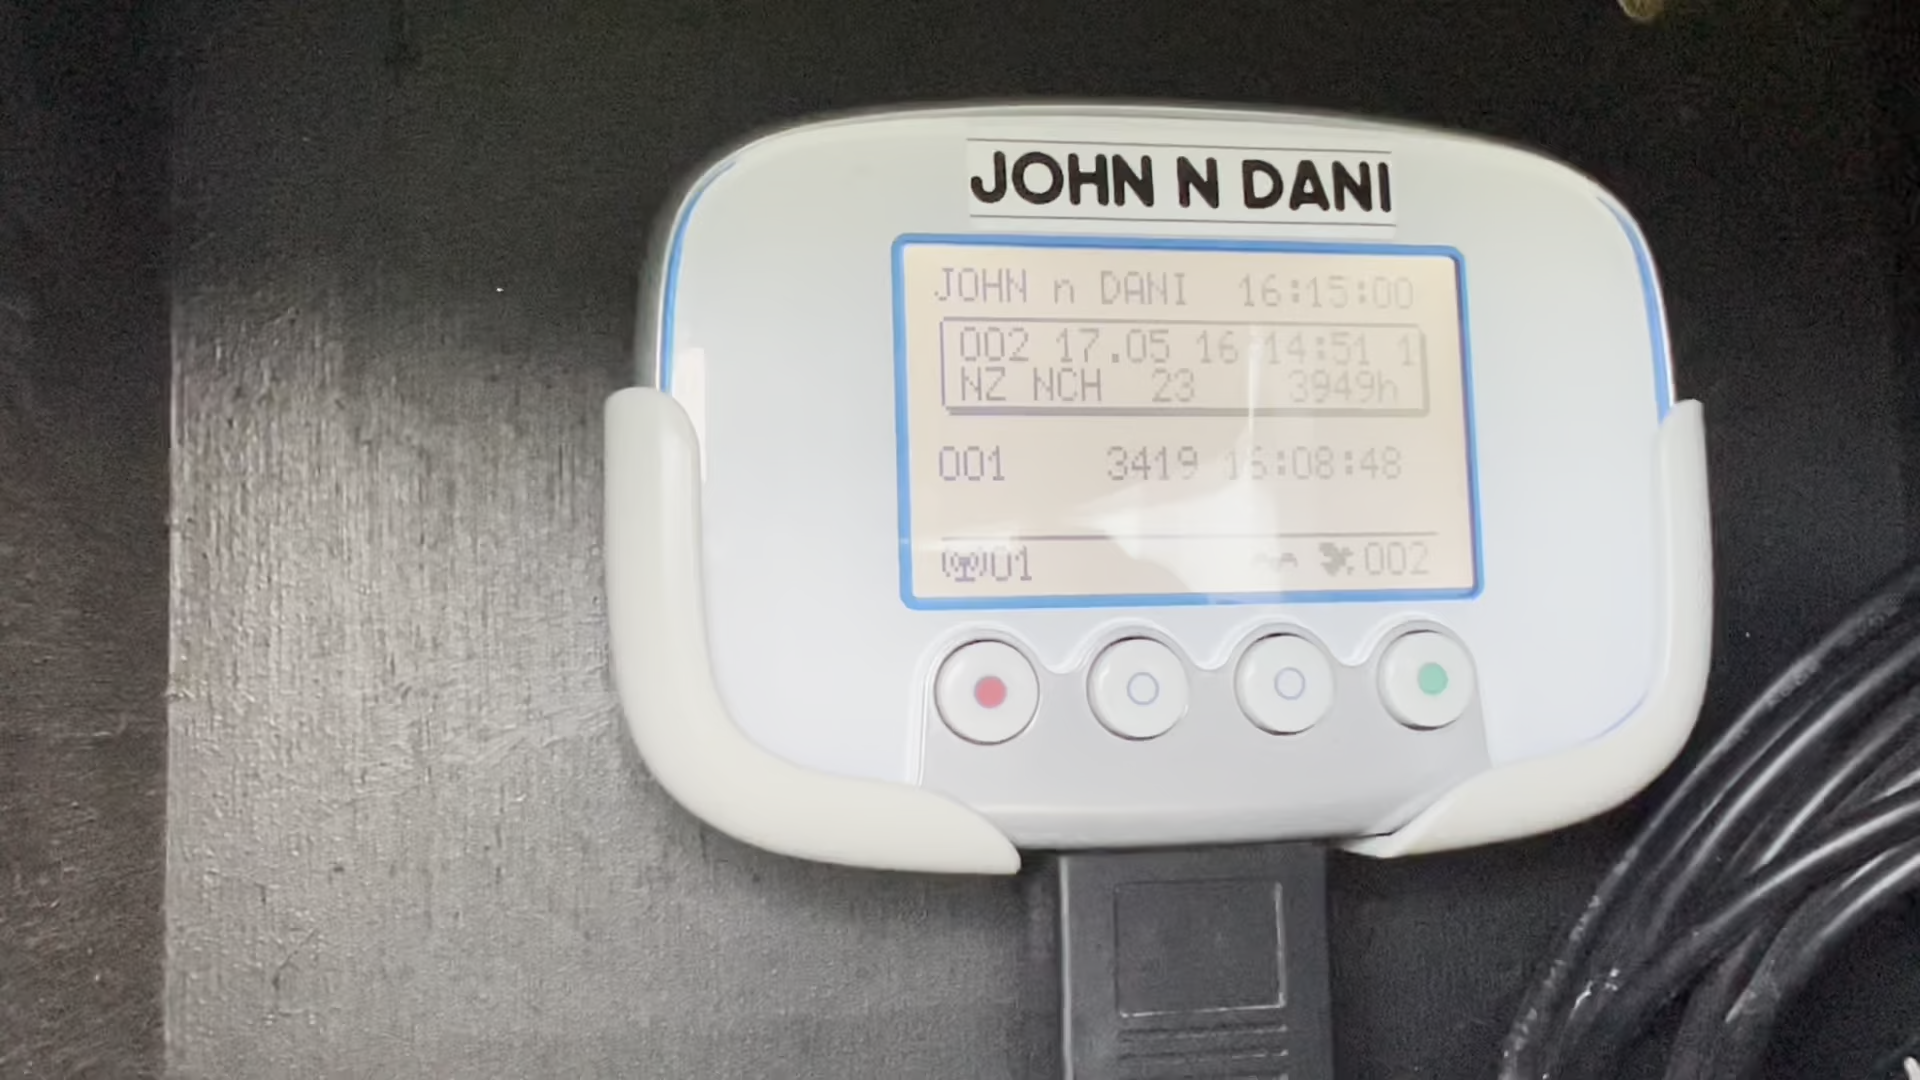 JOHN N DANI
JOHN n DANI 16:15:00
002 17.05 16 14:51 1
NZ NCH 23 3949h
001 3419 16:08:48
01 002